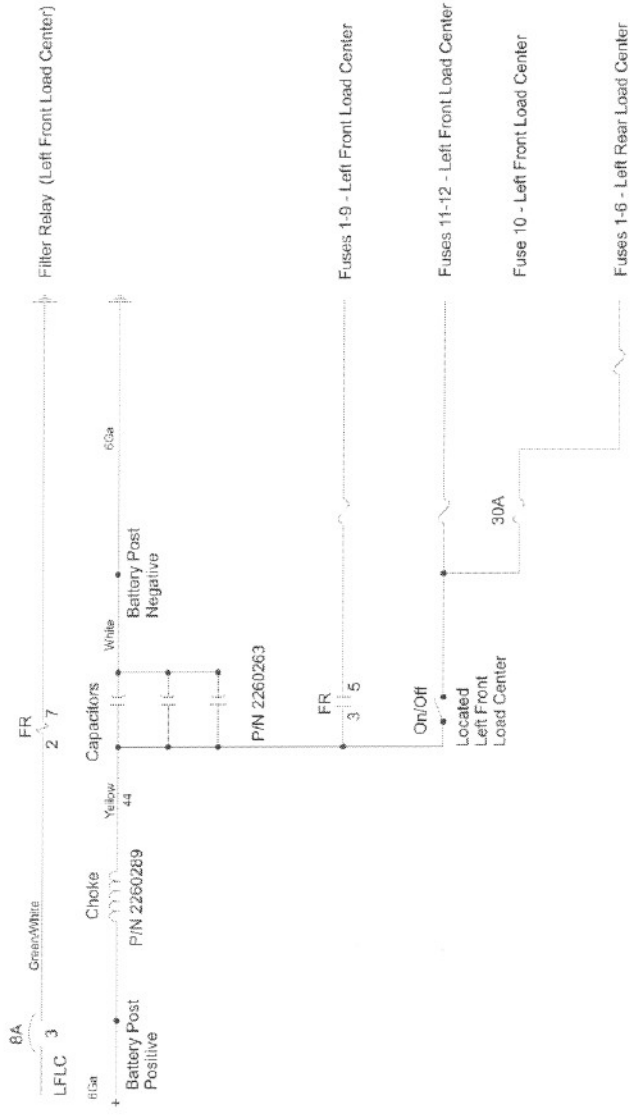 8A
Green/White
FR
Filter Relay (Left Front Load Center)
LFLC
3
2
7
6Ga
Choke
Yellow
Capacitors
White
6Ga
+
44
Battery Post
Positive
P/N 2260289
Battery Post
Negative
P/N 2260263
FR
3
5
Fuses 1-9 - Left Front Load Center
On/Off
Fuses 11-12 - Left Front Load Center
Located
Left Front
Load Center
30A
Fuse 10 - Left Front Load Center
Fuses 1-6 - Left Rear Load Center